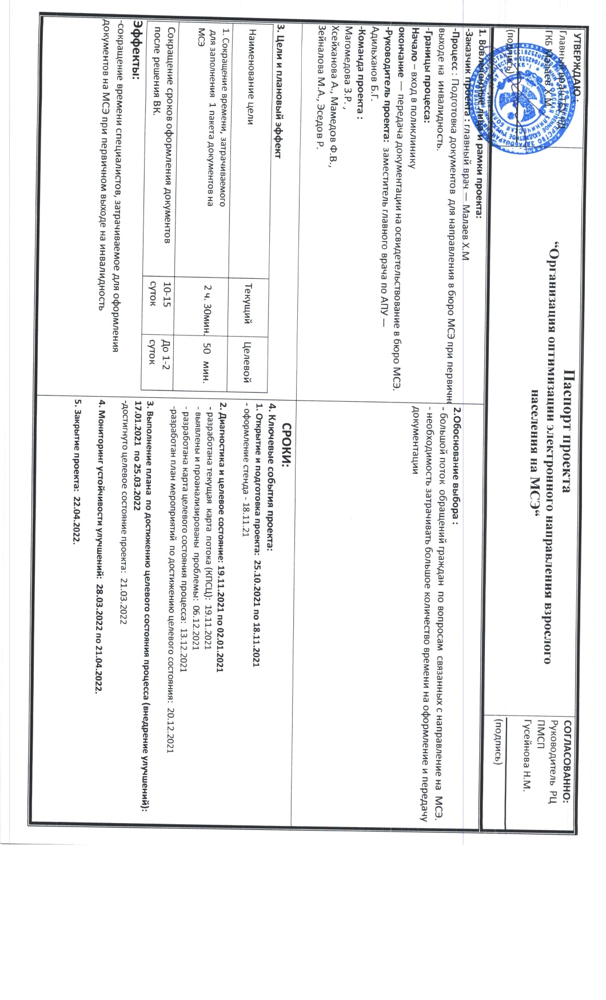 УТВЕРЖДАЮ :
Главный врач ГБУ РД
ГКБ Малаев Х.М.
(подпись)
Паспорт проекта
“Организация оптимизации электронного направления взрослого
населения на МСЭ“
СОГЛАСОВАННО:
Руководитель РЦ
ПМСП
Гусейнова Н.М.
(подпись)
1. Вовлеченные лица и рамки проекта:
-Заказчик проекта : главный врач — Малаев Х.М
-Процесс : Подготовка документов для направления в бюро МСЭ при первично
выходе на инвалидность.
-Границы процесса:
Начало – вход в поликлинику
окончание — передача документации на освидетельствование в бюро МСЭ.
-Руководитель проекта: заместитель главного врача по АПУ —
Адильханов Б.Г.
-Команда проекта :
Магомедова З.Р. ,
Хсейханова А., Мамедов Ф.В.,
Зейналова М.А., Эседов Р.
2.Обоснование выбора :
- большой поток обращений граждан по вопросам связанных с направление на МСЭ.
- необходимость затрачивать большое количество времени на оформление и передачу
документации
3. Цели и плановый эффект
Наименование цели
Текущий
Целевой
1. Сокращение времени, затрачиваемого
для заполнения 1 пакета документов на
МСЭ
2 ч. 30мин.
50 мин.
Сокращение сроков оформления документов
после решения ВК.
10-15
суток
До 1-2
суток
Эффекты:
-сокращение времени специалистов, затрачиваемое для оформления
документов на МСЭ при первичном выходе на инвалидность
СРОКИ:
4. Ключевые события проекта:
1. Открытие и подготовка проекта: 25.10.2021 по 18.11.2021
- оформление стенда - 18.11.21
2. Диагностика и целевое состояние: 19.11.2021 по 02.01.2021
- разработана текущая карта потока (КПСЦ): 19.11.2021
- выявлены и проанализированы проблемы: 06.12.2021
- разработана карта целевого состояния процесса: 13.12.2021
-разработан план мероприятий по достижению целевого состояния: 20.12.2021
3. Выполнение плана по достижению целевого состояния процесса (внедрение улучшений):
17.01.2021 по 25.03.2022
-достигнуто целевое состояние проекта: 21.03.2022
4. Мониторинг устойчивости улучшений: 28.03.2022 по 21.04.2022.
5. Закрытие проекта: 22.04.2022.